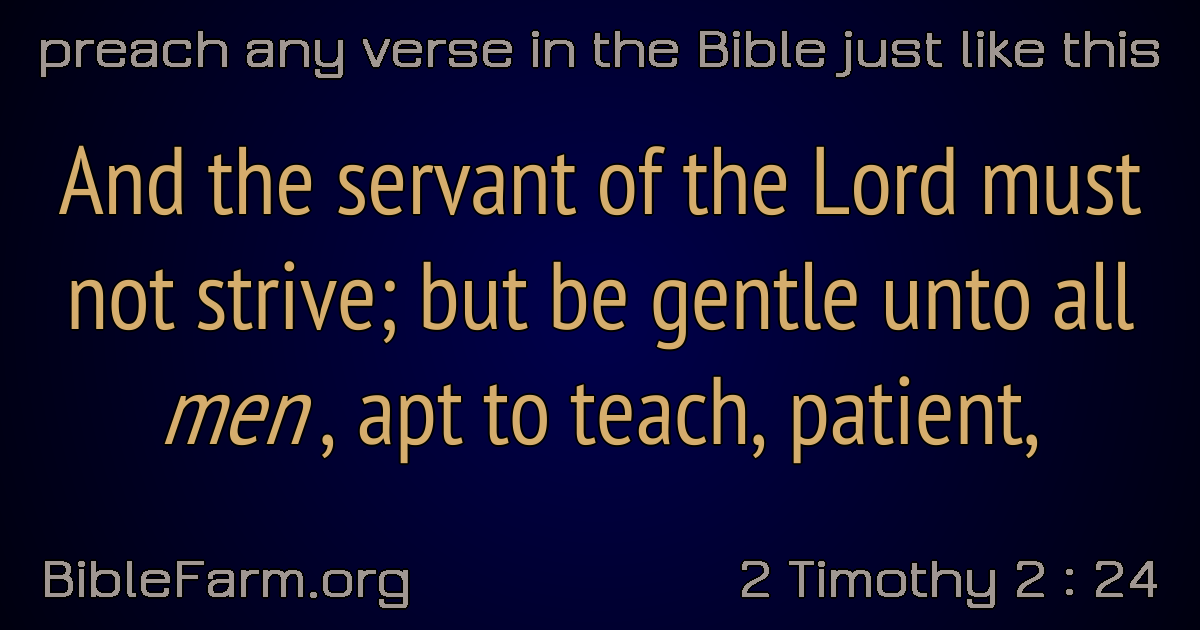 preach any verse in the Bible just like this
And the servant of the Lord must
not strive; but be gentle unto all
men, apt to teach, patient,
BibleFarm.org
2 Timothy 2 : 24